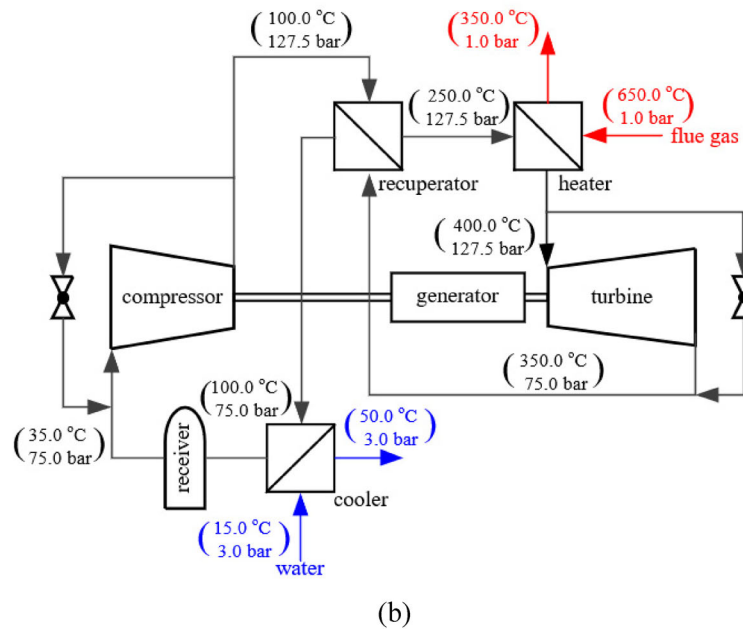 100.0 °C
127.5 bar
350.0 °C
1.0 bar
250.0 °C
127.5 bar
650.0 °C
1.0 bar
flue gas
recuperator
heater
400.0 °C
127.5 bar
compressor
generator
turbine
350.0 °C
75.0 bar
100.0 °C
75.0 bar
50.0 °C
3.0 bar
35.0 °C
75.0 bar
receiver
cooler
15.0 °C
3.0 bar
water
(b)